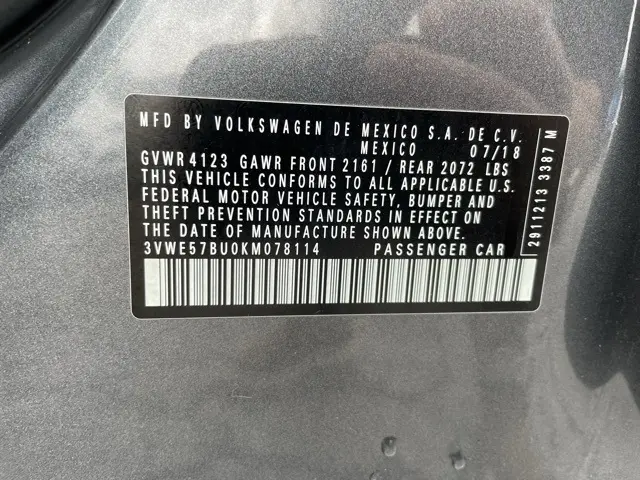 MFD BY VOLKSWAGEN DE MEXICO S.A. DE C.V.
MEXICO 07/18
GVWR 4123 GAWR FRONT 2161 / REAR 2072 LBS
THIS VEHICLE CONFORMS TO ALL APPLICABLE U.S.
FEDERAL MOTOR VEHICLE SAFETY, BUMPER AND
THEFT PREVENTION STANDARDS IN EFFECT ON
THE DATE OF MANUFACTURE SHOWN ABOVE.
3VWE57BU0KM078114 PASSENGER CAR
2911213 3387 M